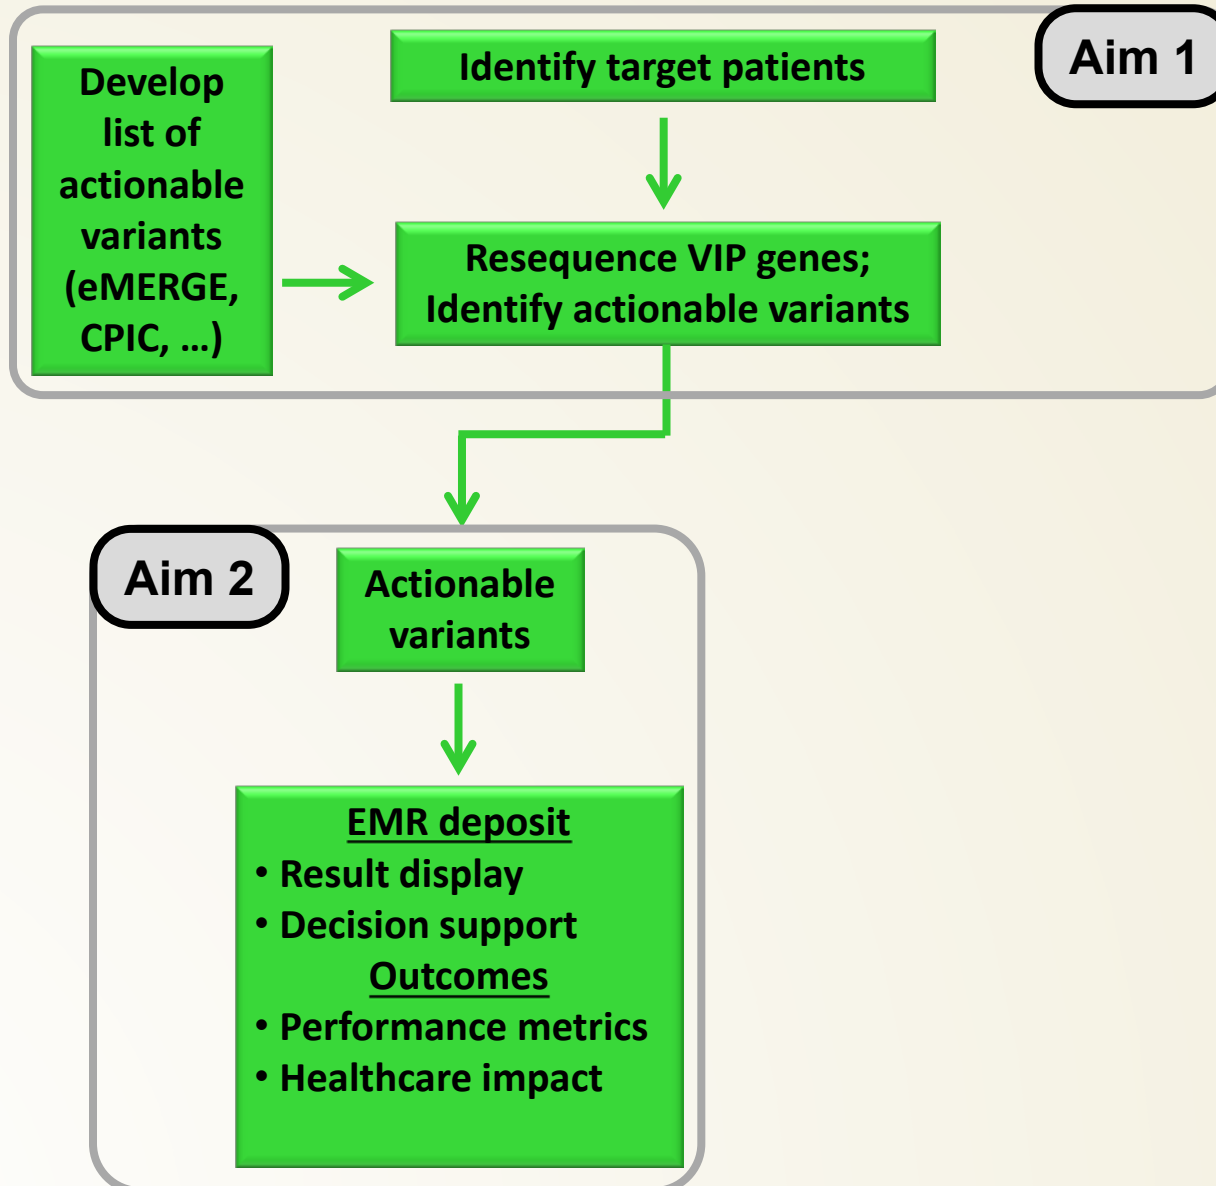 Aim 1
Develop
list of
actionable
variants
(eMERGE,
CPIC, …)
Identify target patients
Resequence VIP genes;
Identify actionable variants
Aim 2
Actionable
variants
EMR deposit
• Result display
• Decision support
Outcomes
• Performance metrics
• Healthcare impact